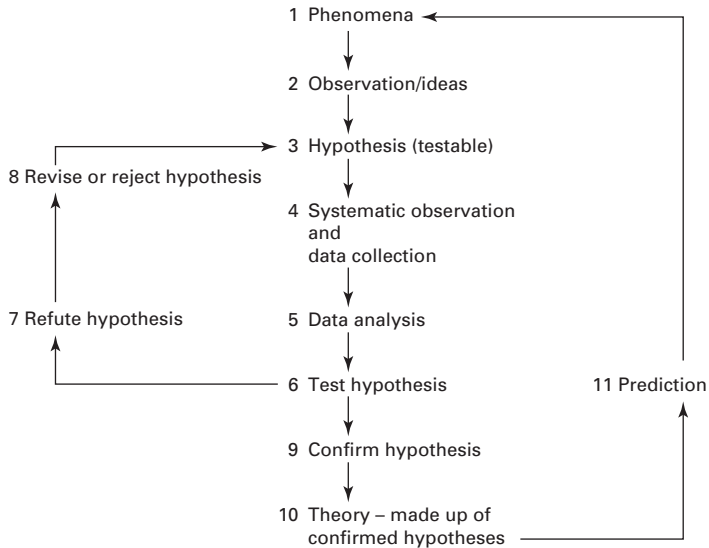 1 Phenomena
2 Observation/ideas
3 Hypothesis (testable)
8 Revise or reject hypothesis
4 Systematic observation
and
data collection
7 Refute hypothesis
5 Data analysis
6 Test hypothesis
11 Prediction
9 Confirm hypothesis
10 Theory – made up of
confirmed hypotheses